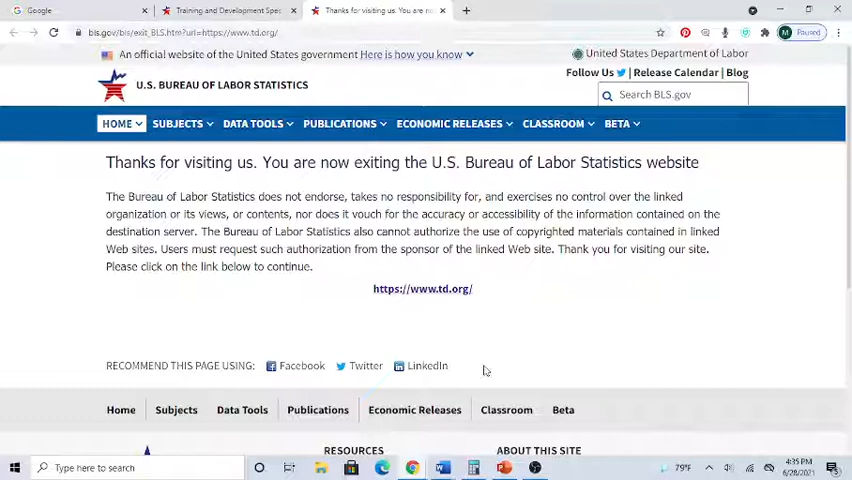 Google
Training and Development Spec
Thanks for visiting us. You are no
bls.gov/bls/exit_BLS.htm?url=https://www.td.org/
M Paused
An official website of the United States government Here is how you know
United States Department of Labor
Follow Us | Release Calendar | Blog
U.S. BUREAU OF LABOR STATISTICS
Search BLS.gov
HOME SUBJECTS DATA TOOLS PUBLICATIONS ECONOMIC RELEASES CLASSROOM BETA
Thanks for visiting us. You are now exiting the U.S. Bureau of Labor Statistics website
The Bureau of Labor Statistics does not endorse, takes no responsibility for, and exercises no control over the linked
organization or its views, or contents, nor does it vouch for the accuracy or accessibility of the information contained on the
destination server. The Bureau of Labor Statistics also cannot authorize the use of copyrighted materials contained in linked
Web sites. Users must request such authorization from the sponsor of the linked Web site. Thank you for visiting our site.
Please click on the link below to continue.
https://www.td.org/
RECOMMEND THIS PAGE USING: Facebook Twitter LinkedIn
Home Subjects Data Tools Publications Economic Releases Classroom Beta
RESOURCES ABOUT THIS SITE
Type here to search
79°F
4:35 PM
6/28/2021